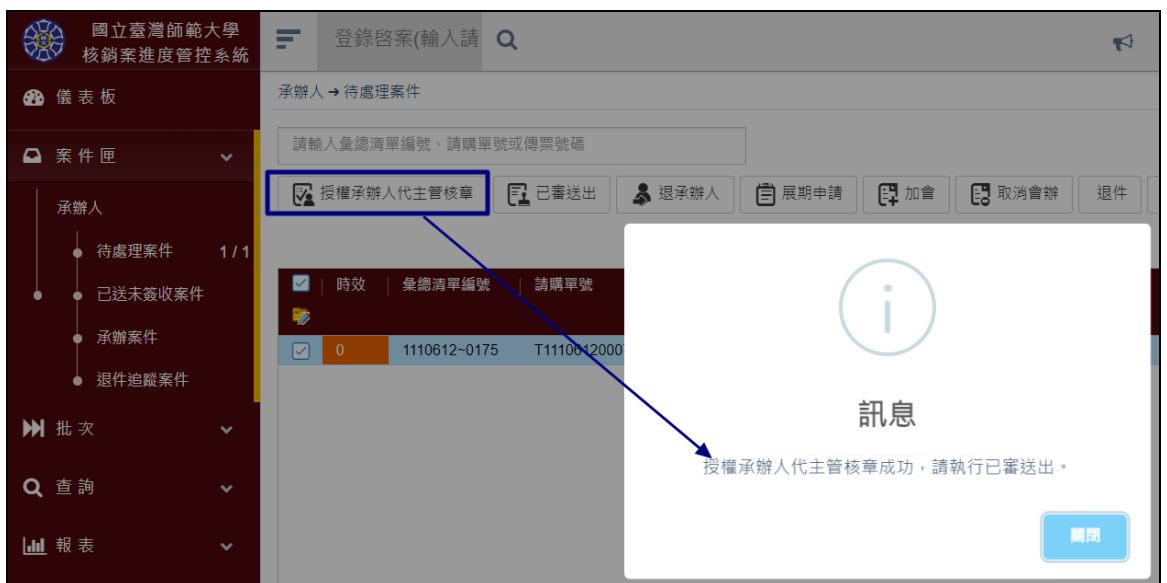 國立臺灣師範大學
核銷案進度管控系統
登錄啓案(輸入請
儀表板
承辦人→待處理案件
案件匣
請輸入彙總清單編號、請購單號或傳票號碼
授權承辦人代主管核章 已審送出 退承辦人 展期申請 加會 取消會辦 退件
承辦人
待處理案件 1 / 1
已送未簽收案件
承辦案件
退件追蹤案件
時效 彙總清單編號 請購單號
0 1110612~0175 T1110612000
批次
查詢
報表
訊息
授權承辦人代主管核章成功，請執行已審送出。
關閉